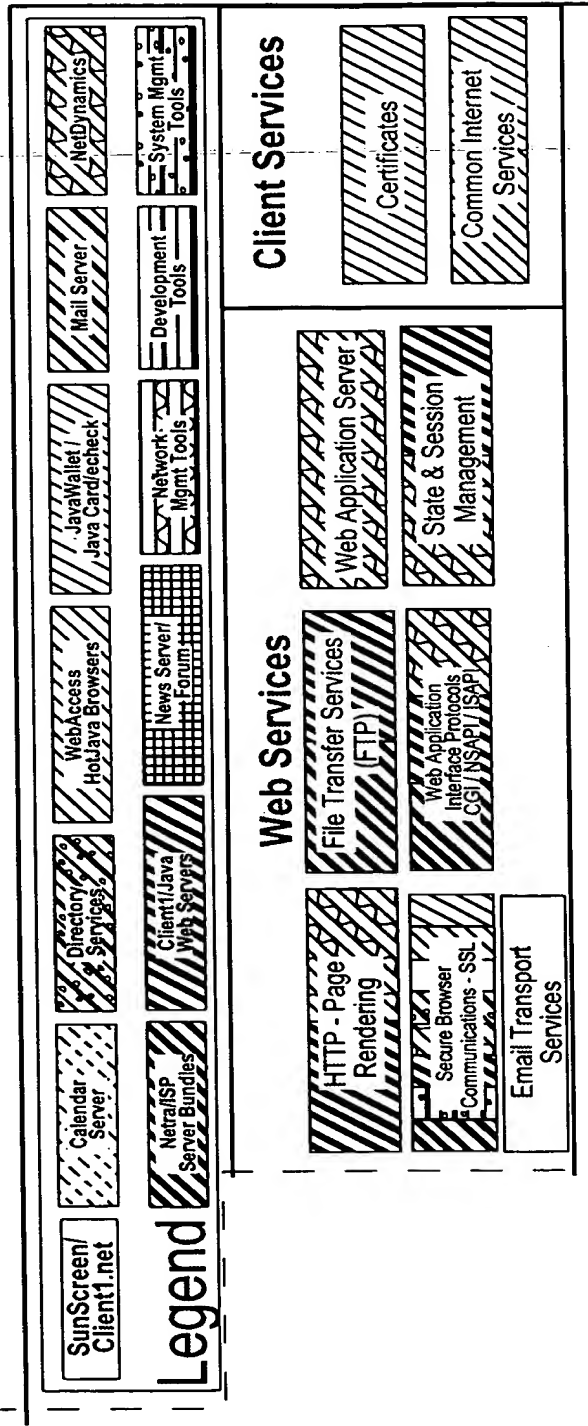 SunScreen/
Client1.net
Calendar
Server
Directory
Services
WebAccess
HotJava Browsers
JavaWallet /
Java Card/echeck
Mail Server
NetDynamics
Legend
Netra/ISP
Server Bundles
Client1/Java
Web Servers
News Server/
Forum
Network
Mgmt Tools
Development
Tools
System Mgmt
Tools
Web Services
HTTP - Page
Rendering
File Transfer Services
(FTP)
Web Application Server
Secure Browser
Communications - SSL
Web Application
Interface Protocols
CGI / NSAPI / ISAPI
State & Session
Management
Email Transport
Services
Client Services
Certificates
Common Internet
Services